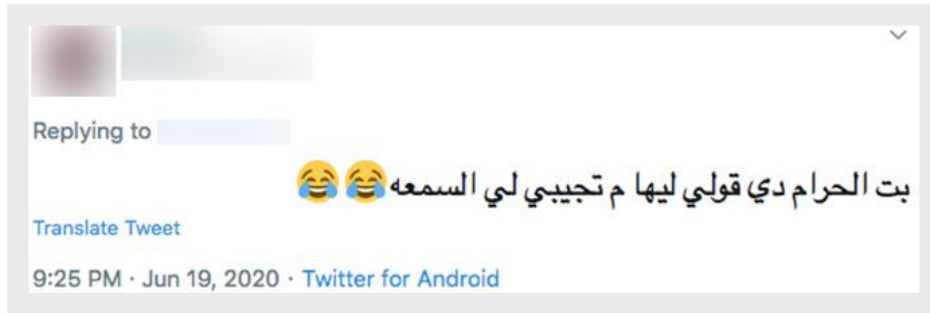 Replying to
بت الحرام دي قولي ليها م تجيبي لي السمعه😂😂
Translate Tweet
9:25 PM · Jun 19, 2020 · Twitter for Android